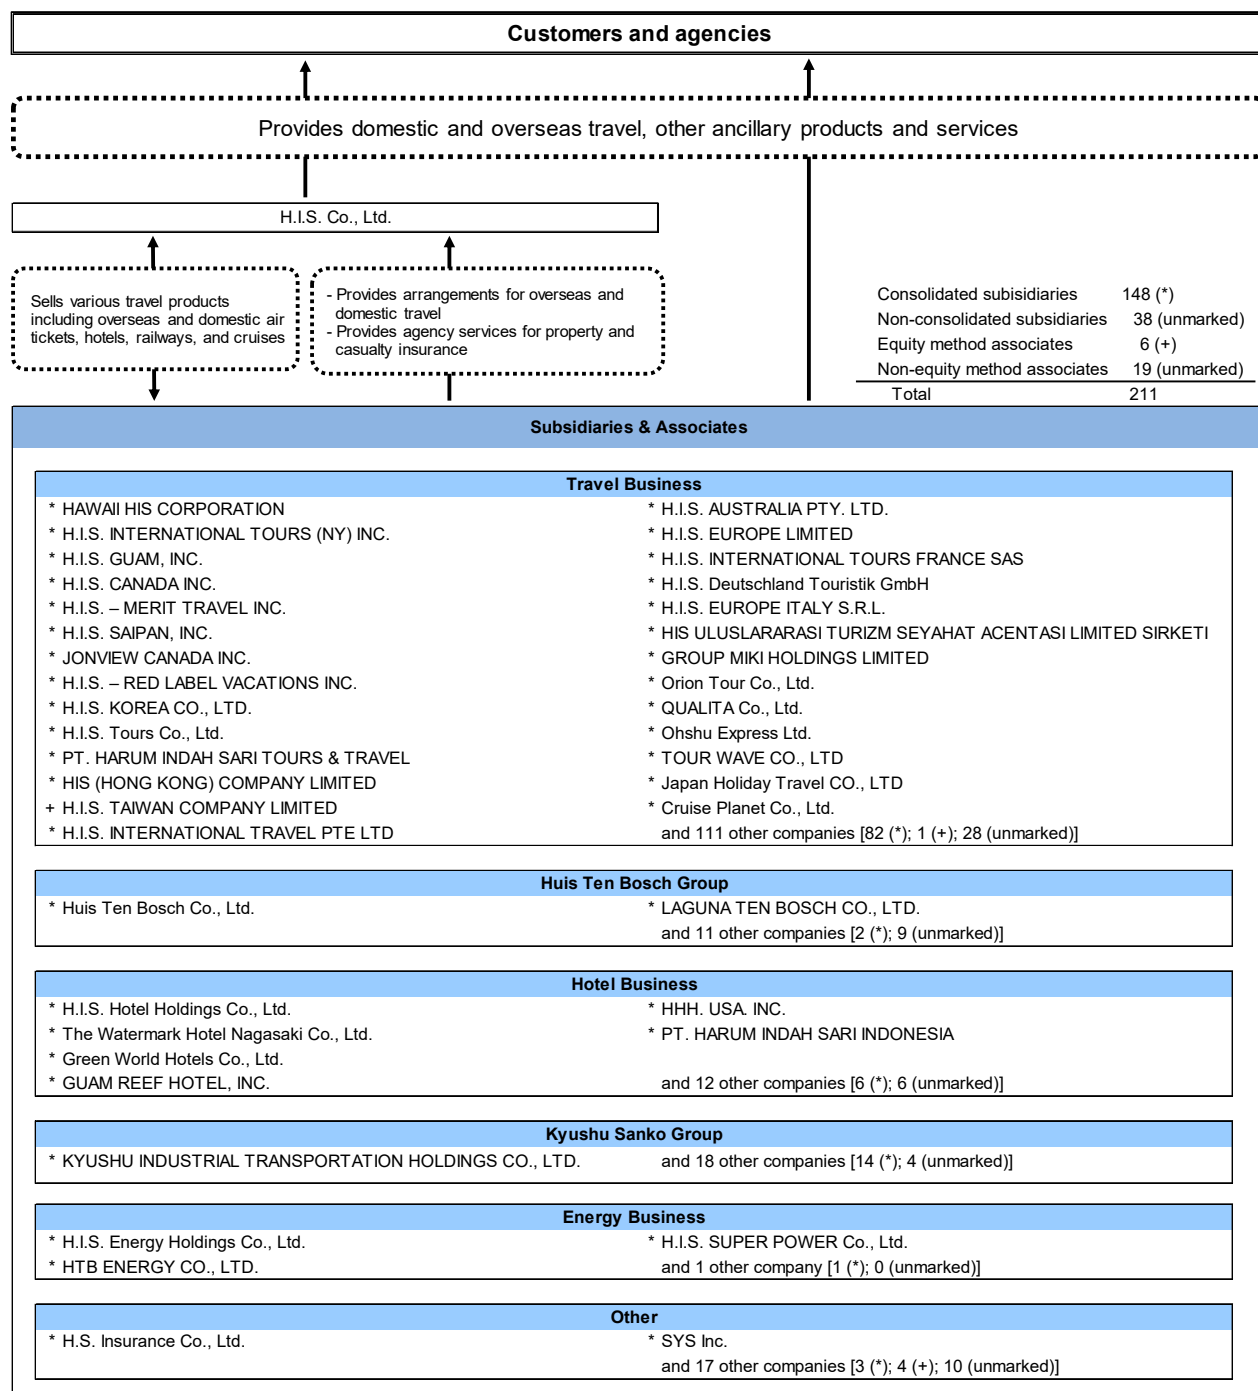 Customers and agencies
Provides domestic and overseas travel, other ancillary products and services
H.I.S. Co., Ltd.
Sells various travel products
including overseas and domestic air
tickets, hotels, railways, and cruises
- Provides arrangements for overseas and
domestic travel
- Provides agency services for property and
casualty insurance
Consolidated subisidiaries 148 (*)
Non-consolidated subsidiaries 38 (unmarked)
Equity method associates 6 (+)
Non-equity method associates 19 (unmarked)
Total 211
Subsidiaries & Associates
Travel Business
* HAWAII HIS CORPORATION
* H.I.S. INTERNATIONAL TOURS (NY) INC.
* H.I.S. GUAM, INC.
* H.I.S. CANADA INC.
* H.I.S. – MERIT TRAVEL INC.
* H.I.S. SAIPAN, INC.
* JONVIEW CANADA INC.
* H.I.S. – RED LABEL VACATIONS INC.
* H.I.S. KOREA CO., LTD.
* H.I.S. Tours Co., Ltd.
* PT. HARUM INDAH SARI TOURS & TRAVEL
* HIS (HONG KONG) COMPANY LIMITED
+ H.I.S. TAIWAN COMPANY LIMITED
* H.I.S. INTERNATIONAL TRAVEL PTE LTD
* H.I.S. AUSTRALIA PTY. LTD.
* H.I.S. EUROPE LIMITED
* H.I.S. INTERNATIONAL TOURS FRANCE SAS
* H.I.S. Deutschland Touristik GmbH
* H.I.S. EUROPE ITALY S.R.L.
* HIS ULUSLARARASI TURIZM SEYAHAT ACENTASI LIMITED SIRKETI
* GROUP MIKI HOLDINGS LIMITED
* Orion Tour Co., Ltd.
* QUALITA Co., Ltd.
* Ohshu Express Ltd.
* TOUR WAVE CO., LTD
* Japan Holiday Travel CO., LTD
* Cruise Planet Co., Ltd.
and 111 other companies [82 (*); 1 (+); 28 (unmarked)]
Huis Ten Bosch Group
* Huis Ten Bosch Co., Ltd.
* LAGUNA TEN BOSCH CO., LTD.
and 11 other companies [2 (*); 9 (unmarked)]
Hotel Business
* H.I.S. Hotel Holdings Co., Ltd.
* The Watermark Hotel Nagasaki Co., Ltd.
* Green World Hotels Co., Ltd.
* GUAM REEF HOTEL, INC.
* HHH. USA. INC.
* PT. HARUM INDAH SARI INDONESIA
and 12 other companies [6 (*); 6 (unmarked)]
Kyushu Sanko Group
* KYUSHU INDUSTRIAL TRANSPORTATION HOLDINGS CO., LTD.
and 18 other companies [14 (*); 4 (unmarked)]
Energy Business
* H.I.S. Energy Holdings Co., Ltd.
* HTB ENERGY CO., LTD.
* H.I.S. SUPER POWER Co., Ltd.
and 1 other company [1 (*); 0 (unmarked)]
Other
* H.S. Insurance Co., Ltd.
* SYS Inc.
and 17 other companies [3 (*); 4 (+); 10 (unmarked)]